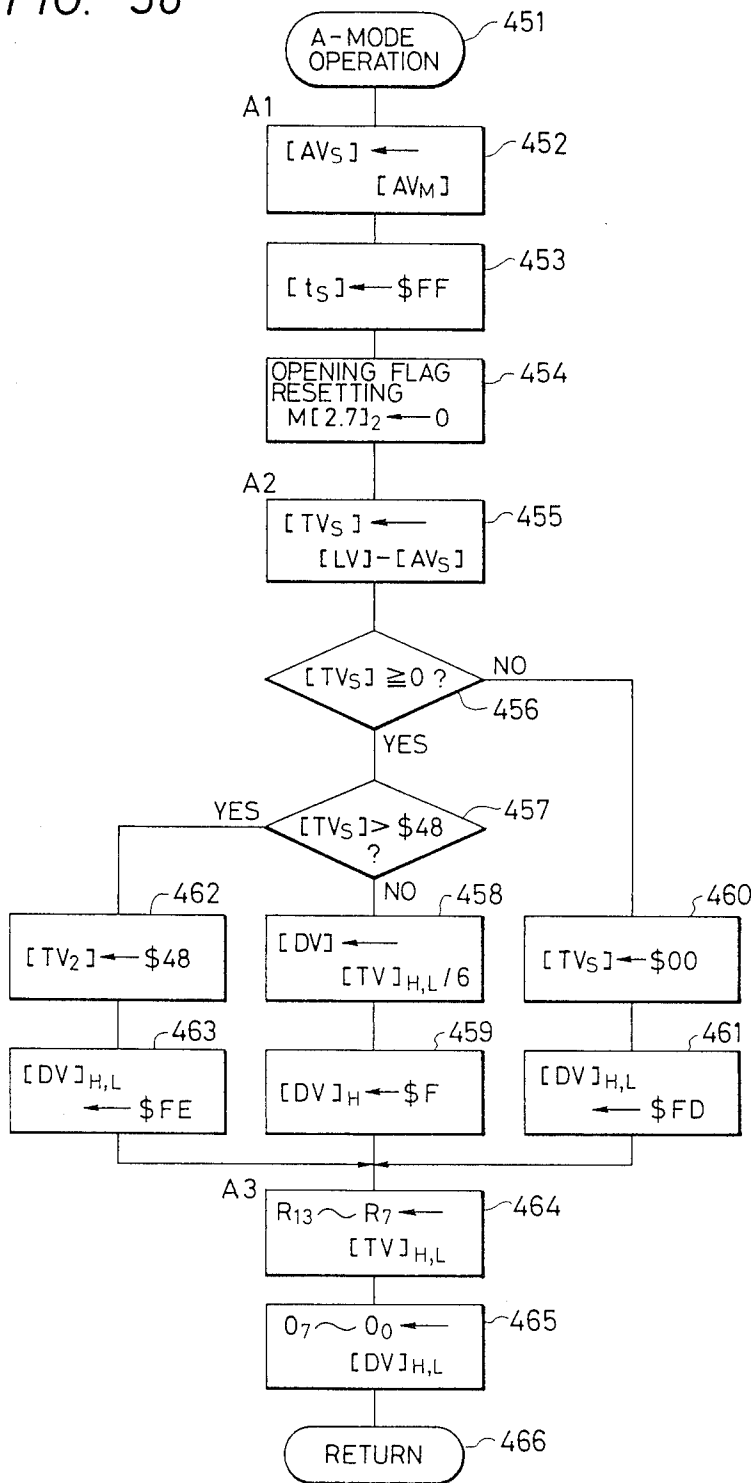 FIG. 38
A-MODE
OPERATION
451
A1
[AVS] ←
[AVM]
452
[tS] ← $FF
453
OPENING FLAG
RESETTING
M[2.7]2 ← 0
454
A2
[TVS] ←
[LV]-[AVS]
455
[TVS] ≧ 0 ?
NO
456
YES
YES
[TVS] > $48
?
457
NO
462
[TV2] ← $48
458
[DV] ←
[TV]H,L / 6
460
[TVS] ← $00
463
[DV]H,L
← $FE
459
[DV]H ← $F
461
[DV]H,L
← $FD
A3
R13 ~ R7 ←
[TV]H,L
464
O7 ~ O0 ←
[DV]H,L
465
RETURN
466